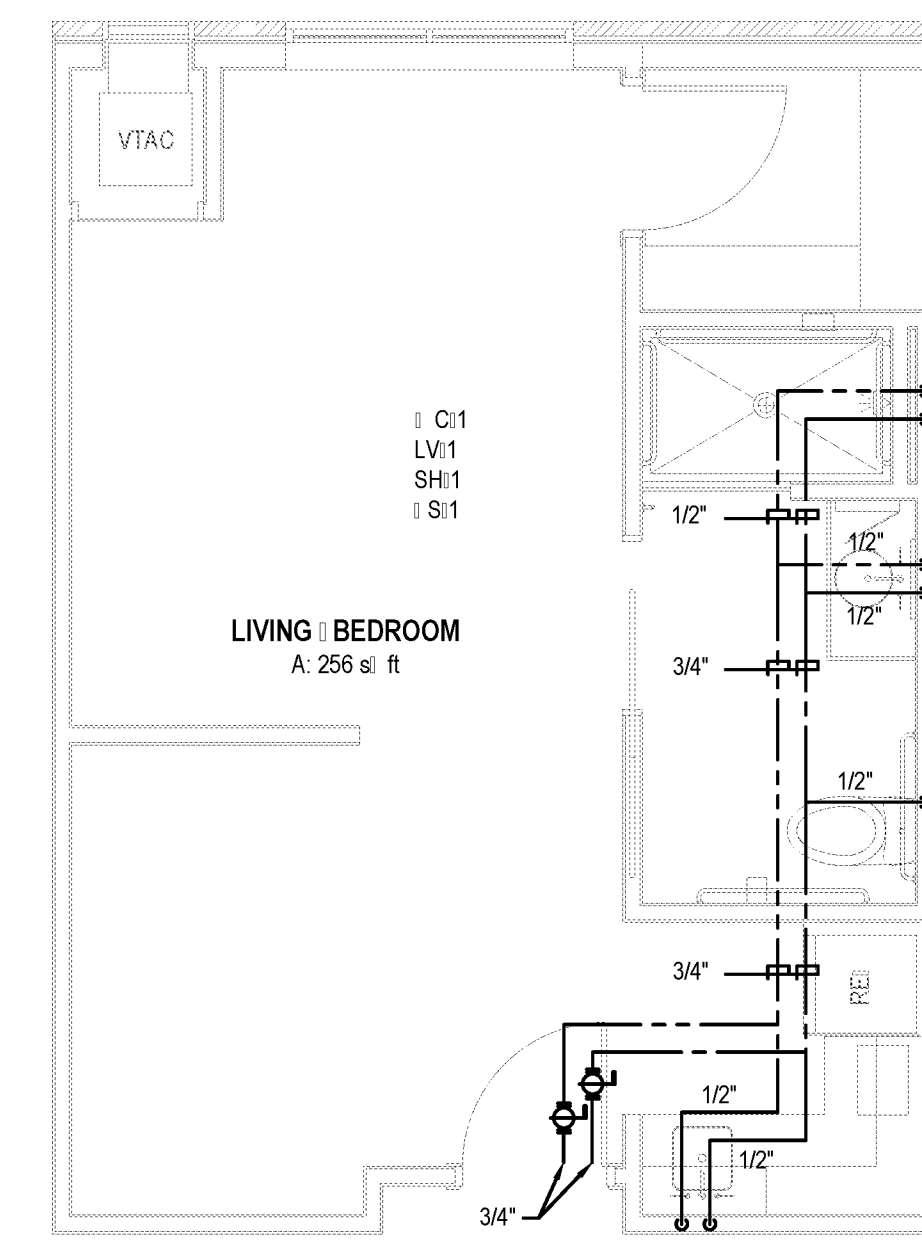 VTAC
▯ C▯1
LV▯1
SH▯1
▯ S▯1
1/2"
1/2"
1/2"
LIVING ▯ BEDROOM
A: 256 s▯ ft
3/4"
1/2"
3/4"
REF
1/2"
1/2"
3/4"